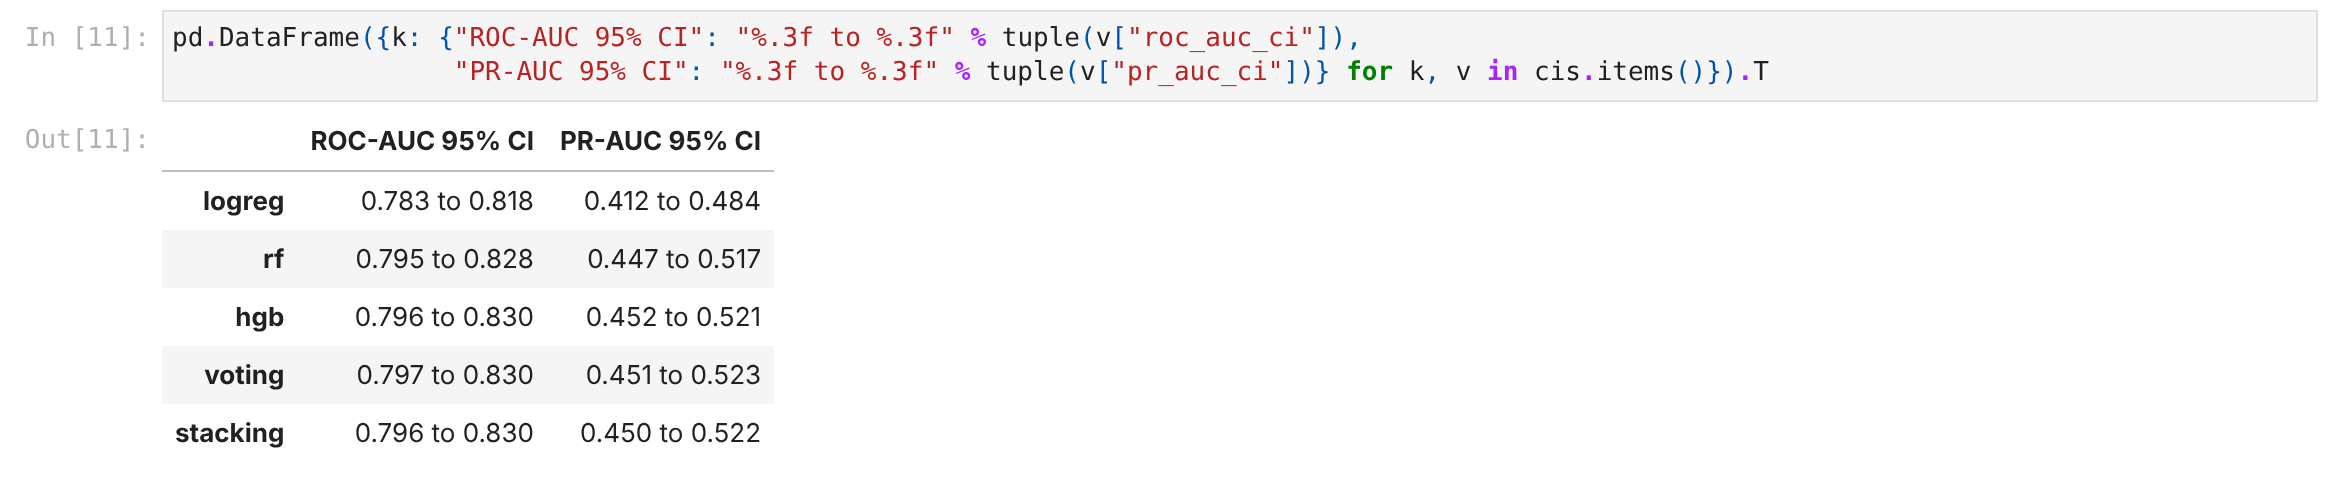 In [11]: pd.DataFrame({k: {"ROC-AUC 95% CI": "%.3f to %.3f" % tuple(v["roc_auc_ci"]),
"PR-AUC 95% CI": "%.3f to %.3f" % tuple(v["pr_auc_ci"])} for k, v in cis.items()}).T
Out[11]:
ROC-AUC 95% CI PR-AUC 95% CI
logreg 0.783 to 0.818 0.412 to 0.484
rf 0.795 to 0.828 0.447 to 0.517
hgb 0.796 to 0.830 0.452 to 0.521
voting 0.797 to 0.830 0.451 to 0.523
stacking 0.796 to 0.830 0.450 to 0.522